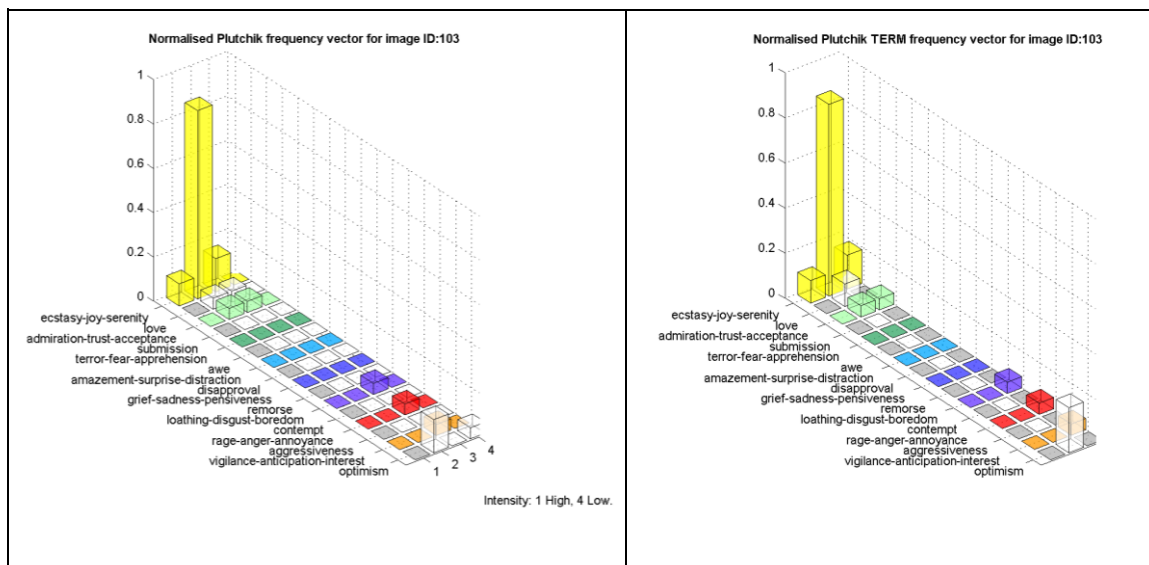 Normalised Plutchik frequency vector for image ID:103
1
0.8
0.6
0.4
0.2
0
ecstasy-joy-serenity
love
admiration-trust-acceptance
submission
terror-fear-apprehension
awe
amazement-surprise-distraction
disapproval
grief-sadness-pensiveness
remorse
loathing-disgust-boredom
contempt
rage-anger-annoyance
aggressiveness
vigilance-anticipation-interest
optimism
1
2
3
4
Intensity: 1 High, 4 Low.
Normalised Plutchik TERM frequency vector for image ID:103
1
0.8
0.6
0.4
0.2
0
ecstasy-joy-serenity
love
admiration-trust-acceptance
submission
terror-fear-apprehension
awe
amazement-surprise-distraction
disapproval
grief-sadness-pensiveness
remorse
loathing-disgust-boredom
contempt
rage-anger-annoyance
aggressiveness
vigilance-anticipation-interest
optimism